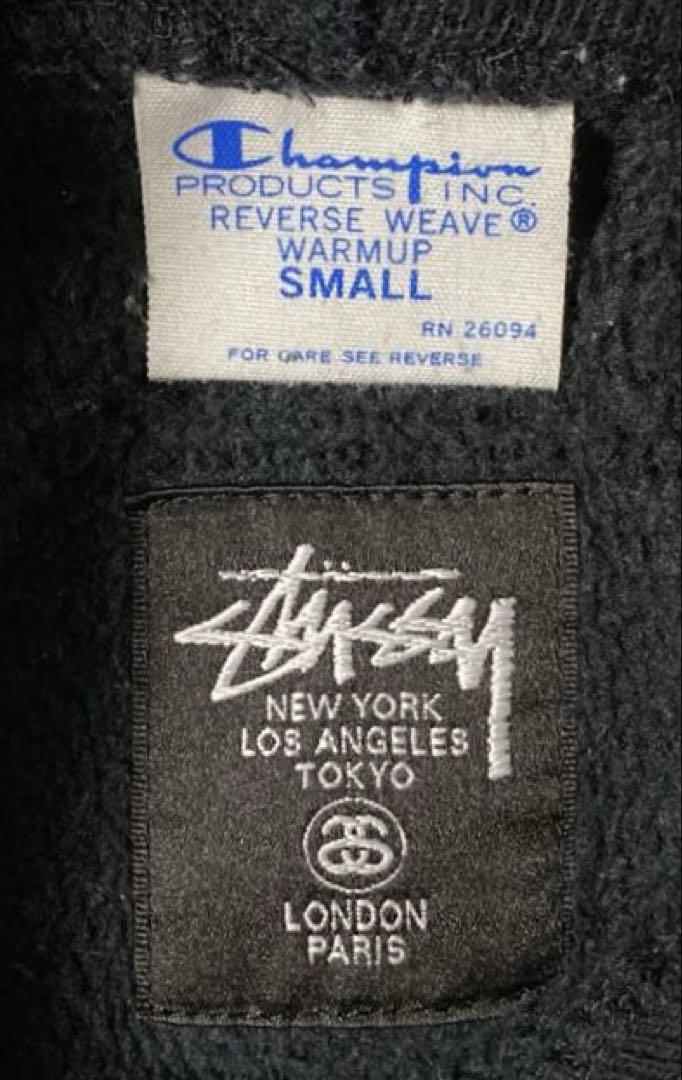 Champion
PRODUCTS INC.
REVERSE WEAVE®
WARMUP
SMALL
RN 26094
FOR CARE SEE REVERSE
Stüssy
NEW YORK
LOS ANGELES
TOKYO
LONDON
PARIS